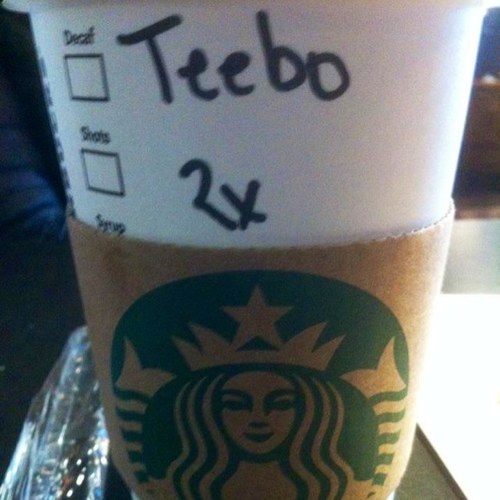 Decaf
Teebo
Shots
2x
Syrup